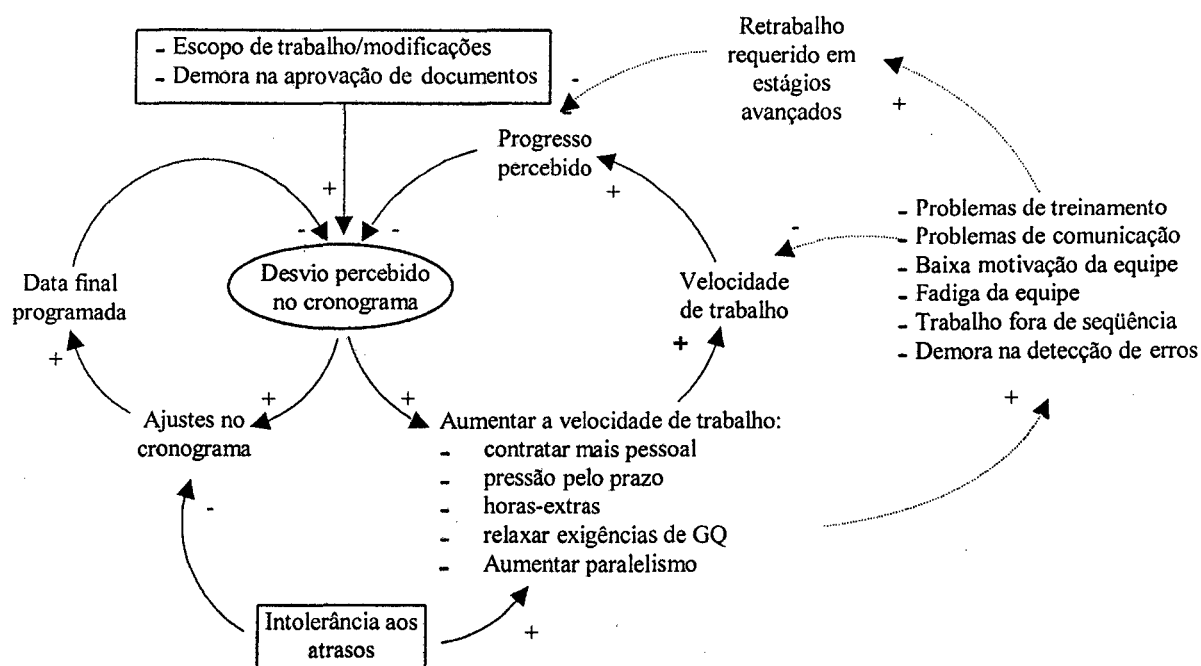 - Escopo de trabalho/modificações
- Demora na aprovação de documentos
Retrabalho
requerido em
estágios
avançados
-
-
+
Progresso
percebido
+
+
-
-
-
- Problemas de treinamento
- Problemas de comunicação
- Baixa motivação da equipe
- Fadiga da equipe
- Trabalho fora de seqüência
- Demora na detecção de erros
Desvio percebido
no cronograma
Data final
programada
Velocidade
de trabalho
+
+
+
+
+
Ajustes no
cronograma
Aumentar a velocidade de trabalho:
- contratar mais pessoal
- pressão pelo prazo
- horas-extras
- relaxar exigências de GQ
- Aumentar paralelismo
-
Intolerância aos
atrasos
+